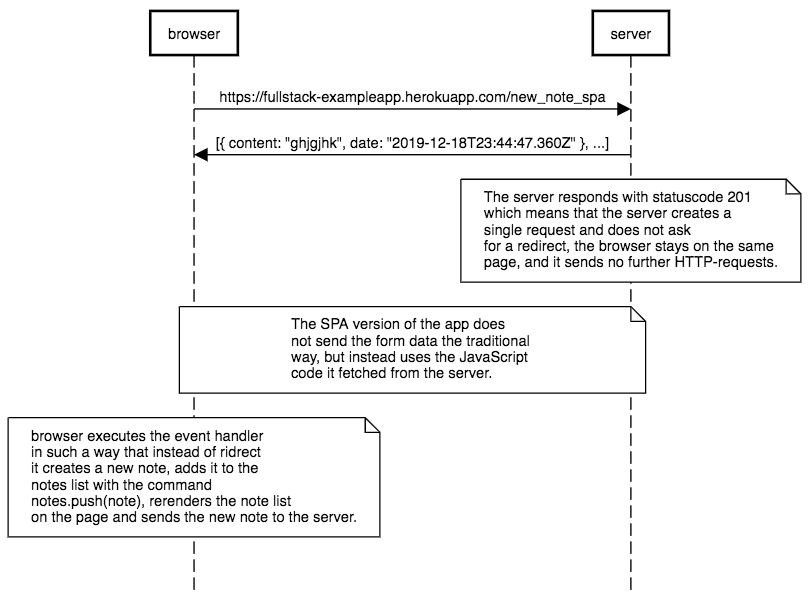 browser
server
https://fullstack-exampleapp.herokuapp.com/new_note_spa
[{ content: "ghjgjhk", date: "2019-12-18T23:44:47.360Z" }, ...]
The server responds with statuscode 201
which means that the server creates a
single request and does not ask
for a redirect, the browser stays on the same
page, and it sends no further HTTP-requests.
The SPA version of the app does
not send the form data the traditional
way, but instead uses the JavaScript
code it fetched from the server.
browser executes the event handler
in such a way that instead of ridrect
it creates a new note, adds it to the
notes list with the command
notes.push(note), rerenders the note list
on the page and sends the new note to the server.